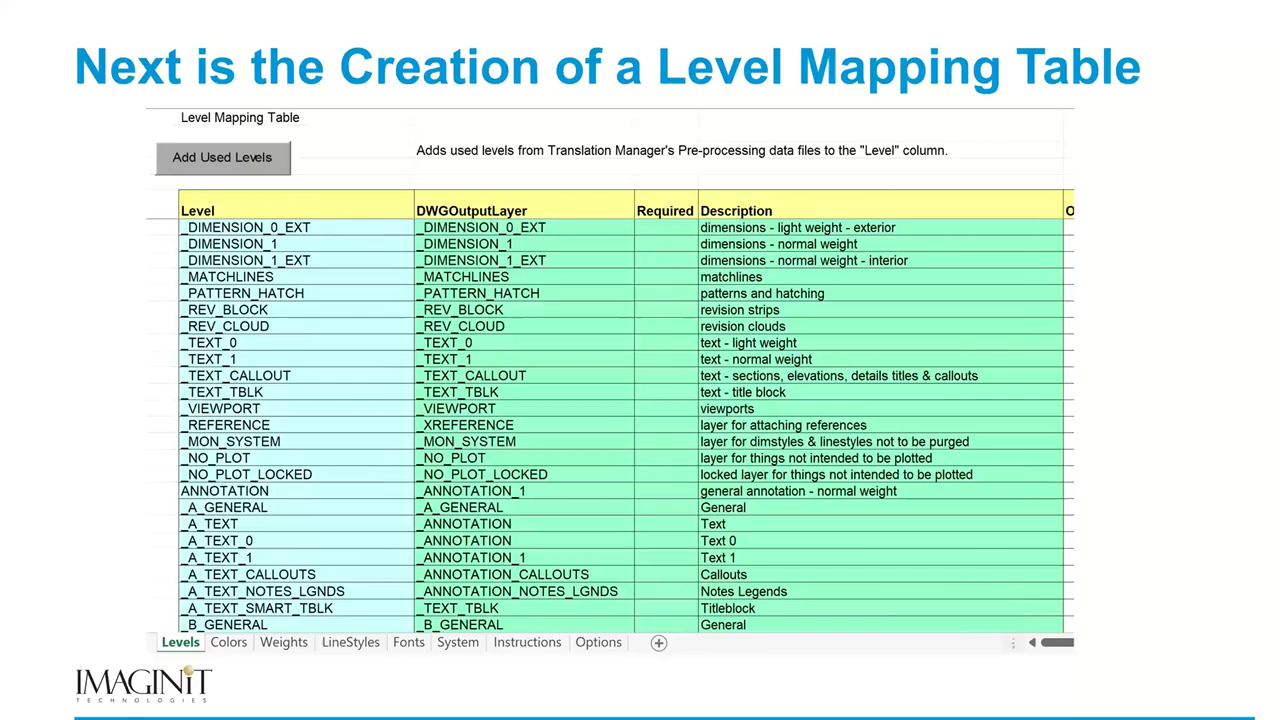 Next is the Creation of a Level Mapping Table
Level Mapping Table
Add Used Levels
Adds used levels from Translation Manager's Pre-processing data files to the "Level" column.
Level DWGOutputLayer Required Description O
_DIMENSION_0_EXT _DIMENSION_0_EXT dimensions - light weight - exterior
_DIMENSION_1 _DIMENSION_1 dimensions - normal weight
_DIMENSION_1_EXT _DIMENSION_1_EXT dimensions - normal weight - interior
_MATCHLINES _MATCHLINES matchlines
_PATTERN_HATCH _PATTERN_HATCH patterns and hatching
_REV_BLOCK _REV_BLOCK revision strips
_REV_CLOUD _REV_CLOUD revision clouds
_TEXT_0 _TEXT_0 text - light weight
_TEXT_1 _TEXT_1 text - normal weight
_TEXT_CALLOUT _TEXT_CALLOUT text - sections, elevations, details titles & callouts
_TEXT_TBLK _TEXT_TBLK text - title block
_VIEWPORT _VIEWPORT viewports
_REFERENCE _XREFERENCE layer for attaching references
_MON_SYSTEM _MON_SYSTEM layer for dimstyles & linestyles not to be purged
_NO_PLOT _NO_PLOT layer for things not intended to be plotted
_NO_PLOT_LOCKED _NO_PLOT_LOCKED locked layer for things not intended to be plotted
ANNOTATION _ANNOTATION_1 general annotation - normal weight
_A_GENERAL _A_GENERAL General
_A_TEXT _ANNOTATION Text
_A_TEXT_0 _ANNOTATION Text 0
_A_TEXT_1 _ANNOTATION_1 Text 1
_A_TEXT_CALLOUTS _ANNOTATION_CALLOUTS Callouts
_A_TEXT_NOTES_LGNDS _ANNOTATION_NOTES_LGNDS Notes Legends
_A_TEXT_SMART_TBLK _TEXT_TBLK Titleblock
_B_GENERAL _B_GENERAL General
Levels Colors Weights LineStyles Fonts System Instructions Options
IMAGINiT
TECHNOLOGIES